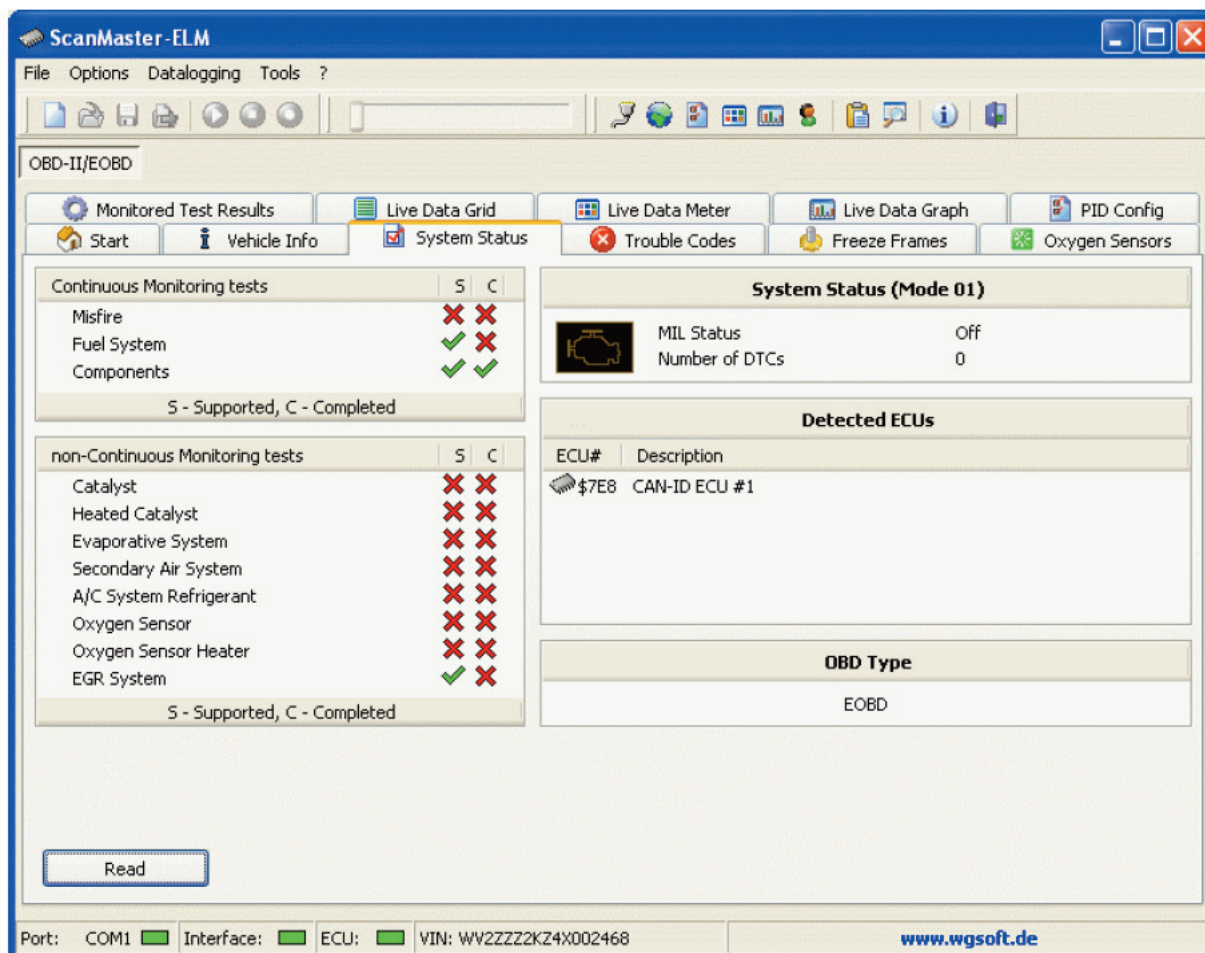 ScanMaster-ELM
File Options Datalogging Tools ?
OBD-II/EOBD
Monitored Test Results Live Data Grid Live Data Meter Live Data Graph PID Config
Start Vehicle Info System Status Trouble Codes Freeze Frames Oxygen Sensors
Continuous Monitoring tests S C
Misfire
Fuel System
Components
S - Supported, C - Completed
non-Continuous Monitoring tests S C
Catalyst
Heated Catalyst
Evaporative System
Secondary Air System
A/C System Refrigerant
Oxygen Sensor
Oxygen Sensor Heater
EGR System
S - Supported, C - Completed
System Status (Mode 01)
MIL Status Off
Number of DTCs 0
... Detected ECUs
ECU# Description
$7E8 CAN-ID ECU #1
OBD Type
EOBD
Read
Port: COM1 Interface: ECU: VIN: WV2ZZZ2KZ4X002468 www.wgsoft.de